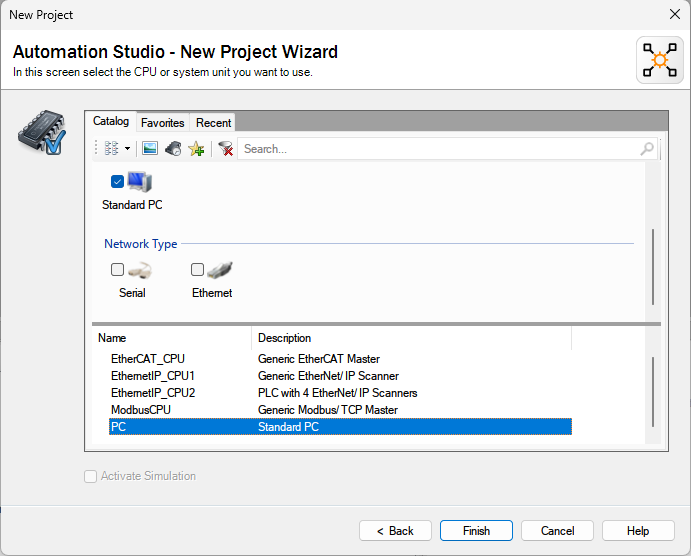 New Project
Automation Studio - New Project Wizard
In this screen select the CPU or system unit you want to use.
Catalog Favorites Recent
Search...
Standard PC
Network Type
Serial Ethernet
Name Description
EtherCAT_CPU Generic EtherCAT Master
EthernetIP_CPU1 Generic EtherNet/IP Scanner
EthernetIP_CPU2 PLC with 4 EtherNet/IP Scanners
ModbusCPU Generic Modbus/TCP Master
PC Standard PC
Activate Simulation
< Back Finish Cancel Help